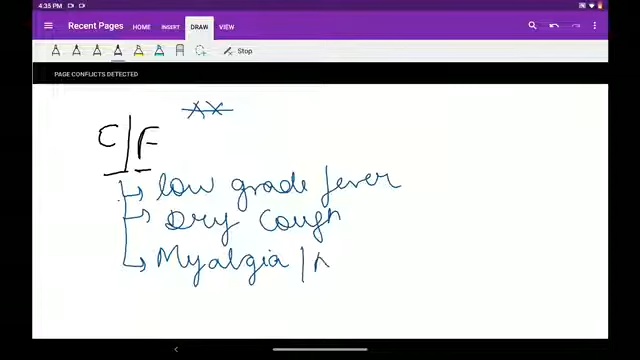 4:35 PM
Recent Pages HOME INSERT DRAW VIEW
Stop
PAGE CONFLICTS DETECTED
C/F
low grade fever
Dry Cough
Myalgia /